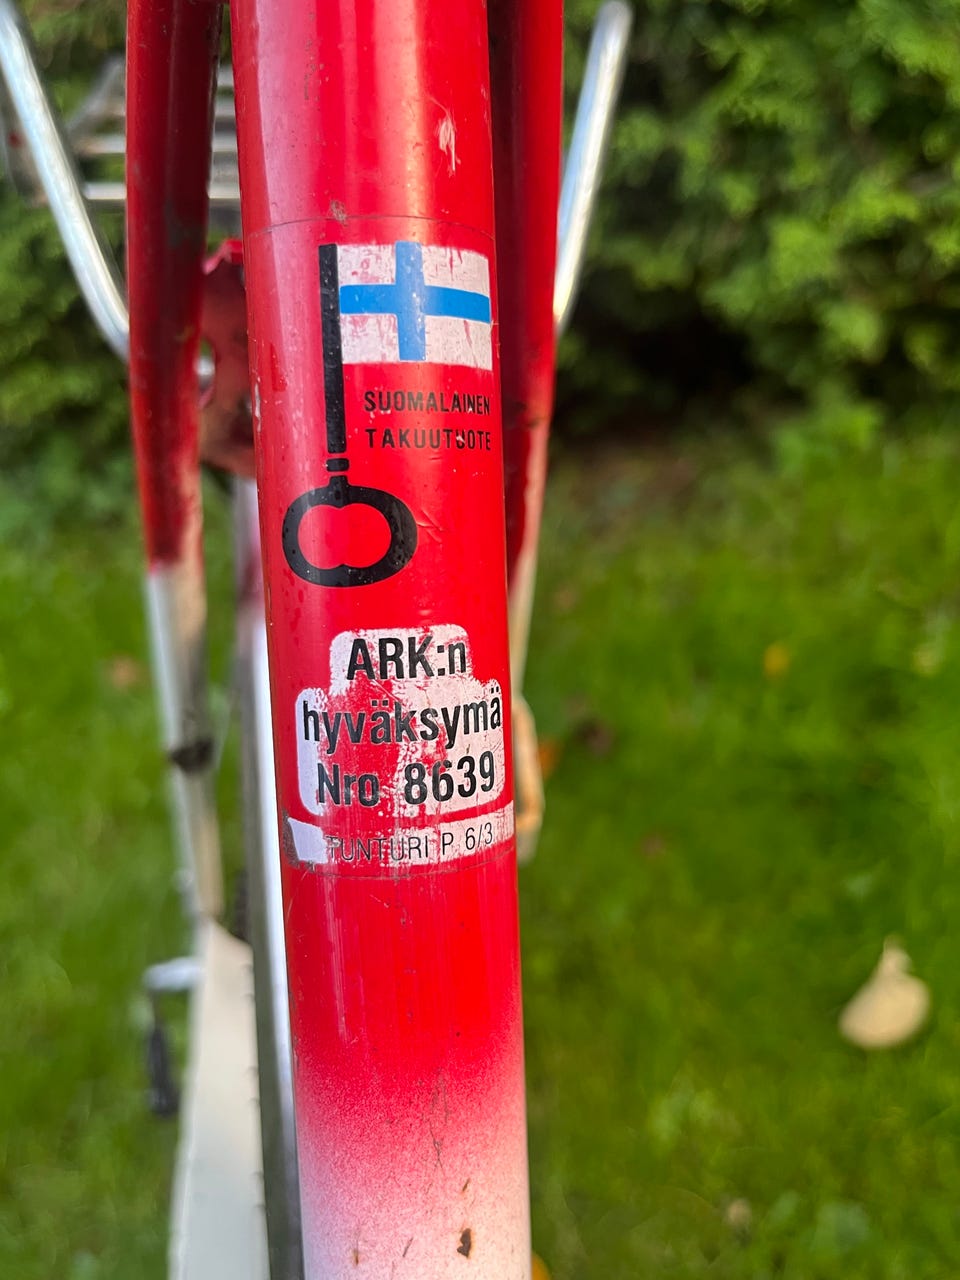 SUOMALAINEN
TAKUUTUOTE
ARK:n
hyväksymä
Nro 8639
TUNTURI P 6/3